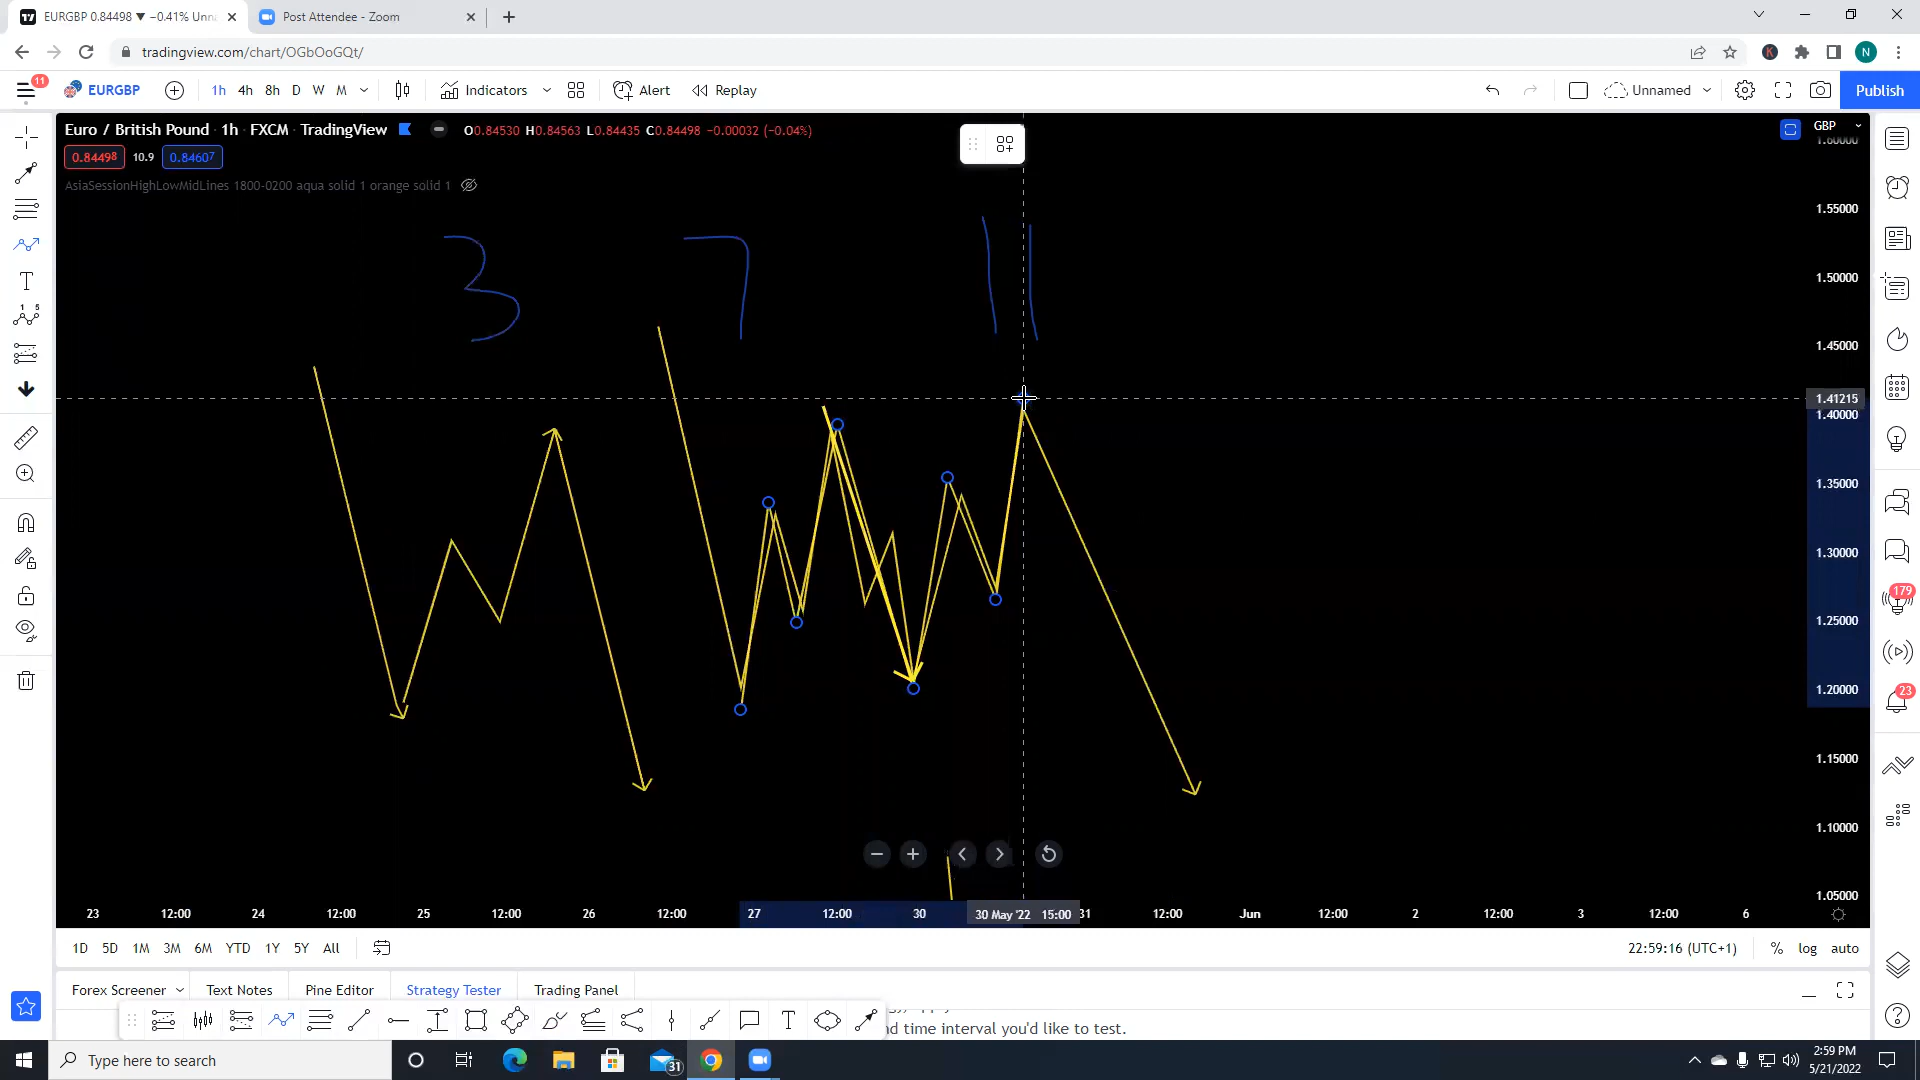 EURGBP 0.84498 ▼ −0.41% Unna
Post Attendee - Zoom
tradingview.com/chart/OGbOoGQt/
K
N
11
EURGBP
1h 4h 8h D W M
Indicators
Alert
Replay
Unnamed
Publish
Euro / British Pound · 1h · FXCM · TradingView
O0.84530 H0.84563 L0.84435 C0.84498 −0.00032 (−0.04%)
GBP
0.84498 10.9 0.84607
AsiaSessionHighLowMidLines 1800-0200 aqua solid 1 orange solid 1
3 7 11
1.60000
1.55000
1.50000
1.45000
1.41215
1.40000
1.35000
1.30000
1.25000
1.20000
1.15000
1.10000
1.05000
179
23
23 12:00 24 12:00 25 12:00 26 12:00 27 12:00 30 30 May '22 15:00 31 12:00 Jun 12:00 2 12:00 3 12:00 6
1D 5D 1M 3M 6M YTD 1Y 5Y All
22:59:16 (UTC+1) % log auto
Forex Screener Text Notes Pine Editor Strategy Tester Trading Panel
nd time interval you'd like to test.
Type here to search
31
2:59 PM
5/21/2022